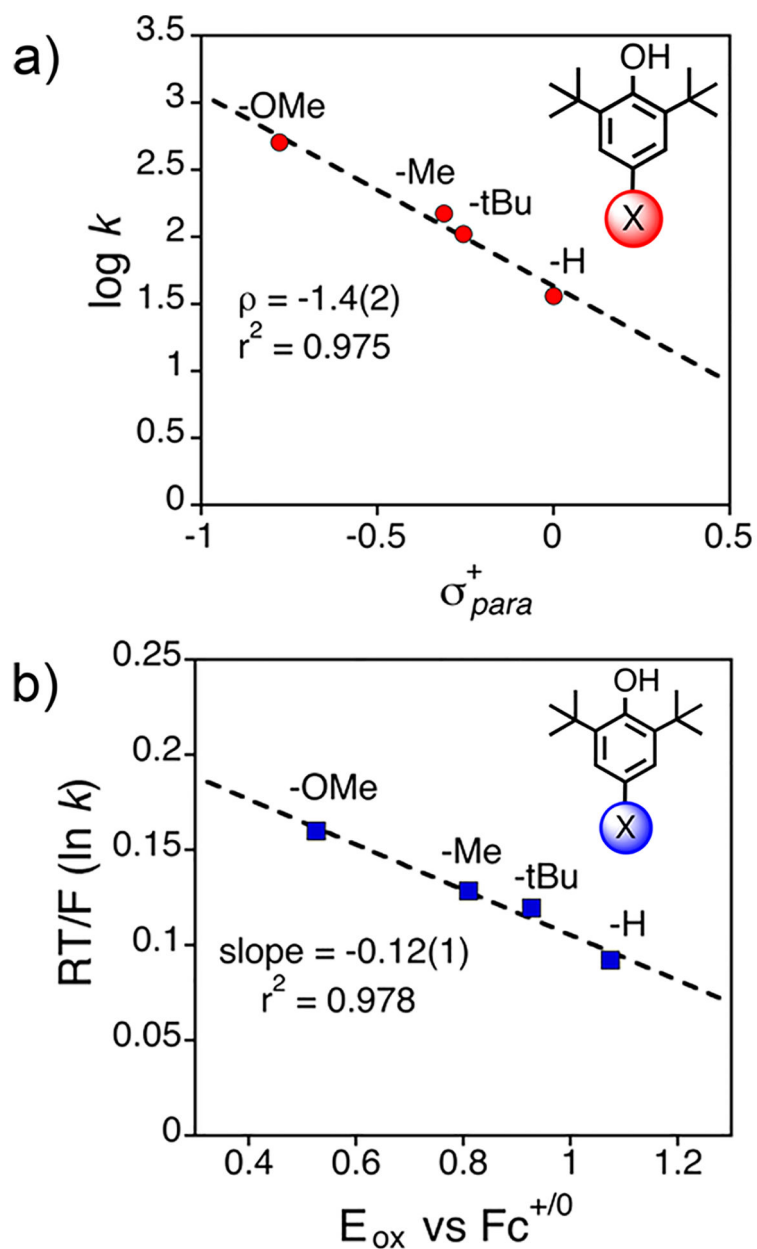 a)
3.5
3
2.5
2
1.5
1
0.5
0
log k
-OMe
-Me
-tBu
-H
OH
X
ρ = -1.4(2)
r² = 0.975
-1
-0.5
0
0.5
σ⁺para
b)
0.25
0.2
0.15
0.1
0.05
0
RT/F (ln k)
-OMe
-Me
-tBu
-H
OH
X
slope = -0.12(1)
r² = 0.978
0.4
0.6
0.8
1
1.2
Eox vs Fc⁺/⁰